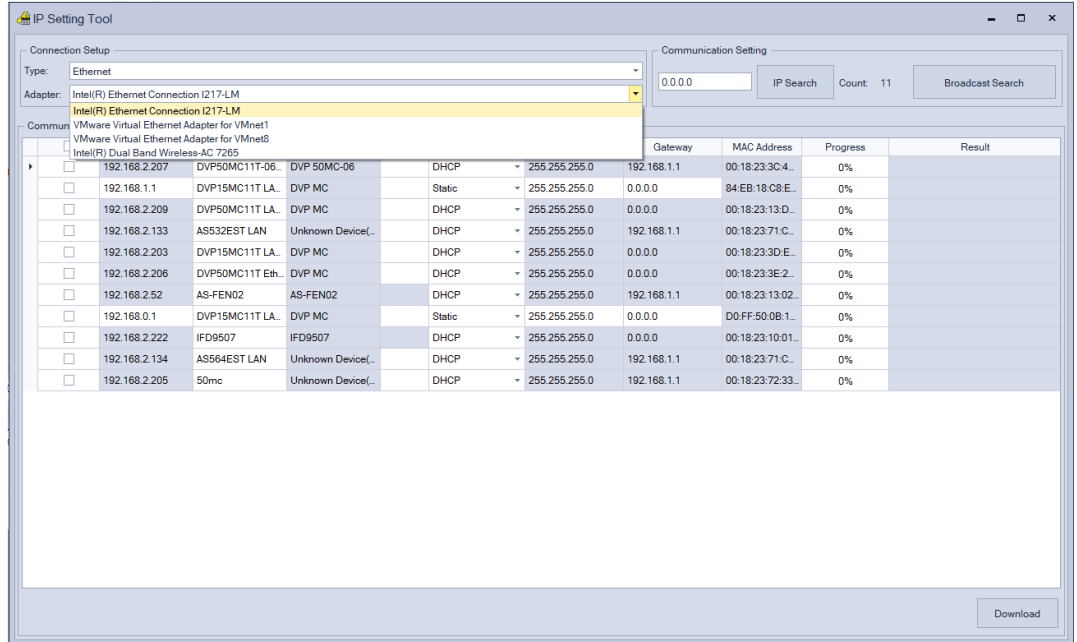 IP Setting Tool
Connection Setup
Communication Setting
Type: Ethernet
0.0.0.0 IP Search Count: 11 Broadcast Search
Adapter: Intel(R) Ethernet Connection I217-LM
Intel(R) Ethernet Connection I217-LM
VMware Virtual Ethernet Adapter for VMnet1
VMware Virtual Ethernet Adapter for VMnet8
Intel(R) Dual Band Wireless-AC 7265
Commun
Gateway MAC Address Progress Result
192.168.2.207 DVP50MC11T-06... DVP 50MC-06 DHCP 255.255.255.0 192.168.1.1 00:18:23:3C:4... 0%
192.168.1.1 DVP15MC11T LA... DVP MC Static 255.255.255.0 0.0.0.0 84:EB:18:C8:E... 0%
192.168.2.209 DVP50MC11T LA... DVP MC DHCP 255.255.255.0 0.0.0.0 00:18:23:13:D... 0%
192.168.2.133 AS532EST LAN Unknown Device(... DHCP 255.255.255.0 192.168.1.1 00:18:23:71:C... 0%
192.168.2.203 DVP15MC11T LA... DVP MC DHCP 255.255.255.0 0.0.0.0 00:18:23:3D:E... 0%
192.168.2.206 DVP50MC11T Eth... DVP MC DHCP 255.255.255.0 0.0.0.0 00:18:23:3E:2... 0%
192.168.2.52 AS-FEN02 AS-FEN02 DHCP 255.255.255.0 192.168.1.1 00:18:23:13:02... 0%
192.168.0.1 DVP15MC11T LA... DVP MC Static 255.255.255.0 0.0.0.0 D0:FF:50:0B:1... 0%
192.168.2.222 IFD9507 IFD9507 DHCP 255.255.255.0 0.0.0.0 00:18:23:10:01... 0%
192.168.2.134 AS564EST LAN Unknown Device(... DHCP 255.255.255.0 192.168.1.1 00:18:23:71:C... 0%
192.168.2.205 50mc Unknown Device(... DHCP 255.255.255.0 192.168.1.1 00:18:23:72:33... 0%
Download